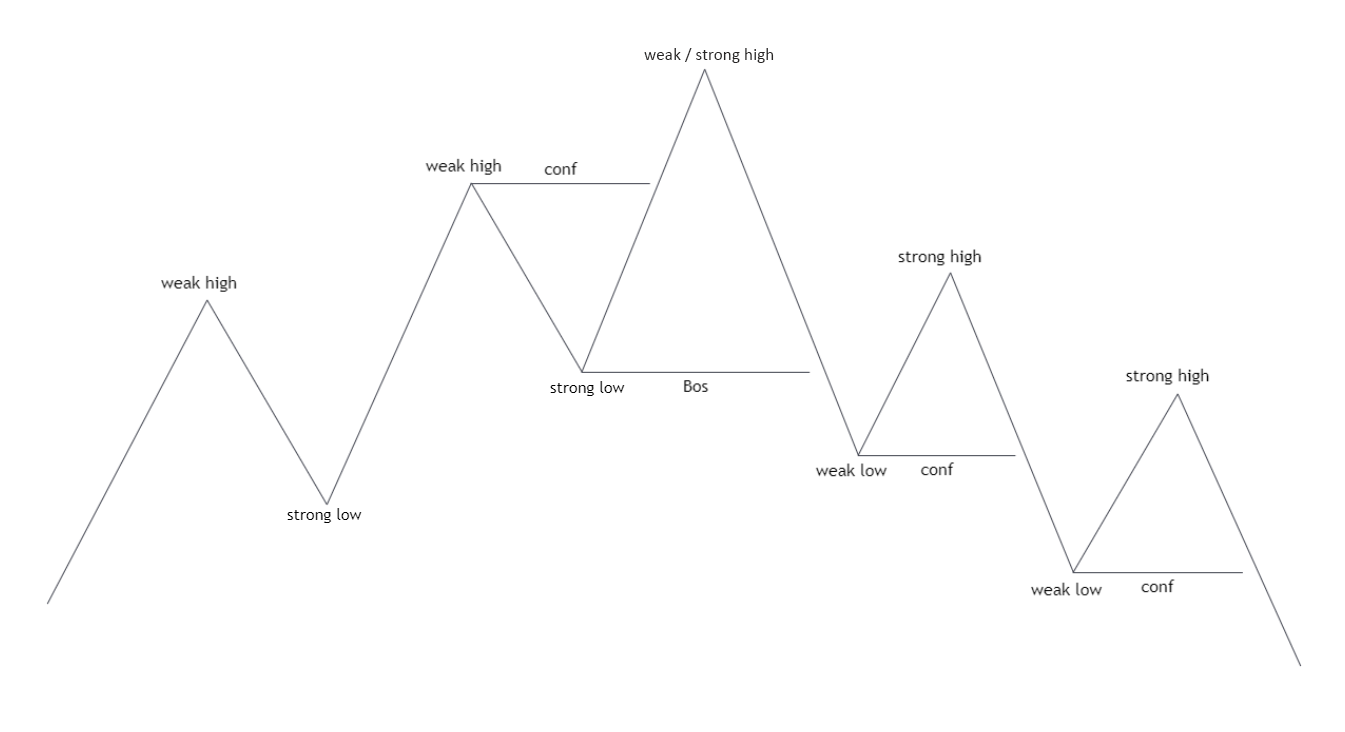 weak / strong high
weak high
conf
strong high
weak high
strong high
strong low
Bos
weak low
conf
strong low
weak low
conf